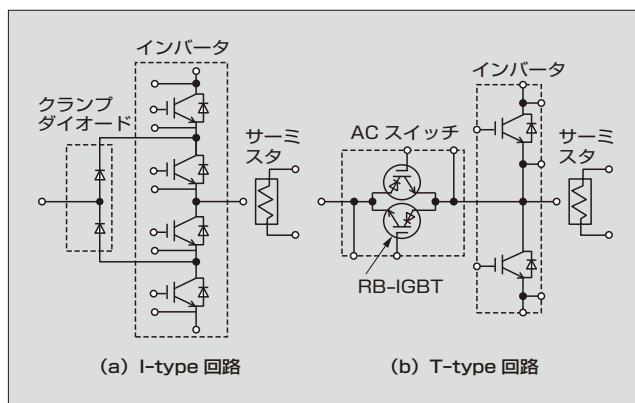 インバータ
クランプ
ダイオード
サーミ
スタ
(a) I-type 回路
インバータ
AC スイッチ
サーミ
スタ
RB-IGBT
(b) T-type 回路